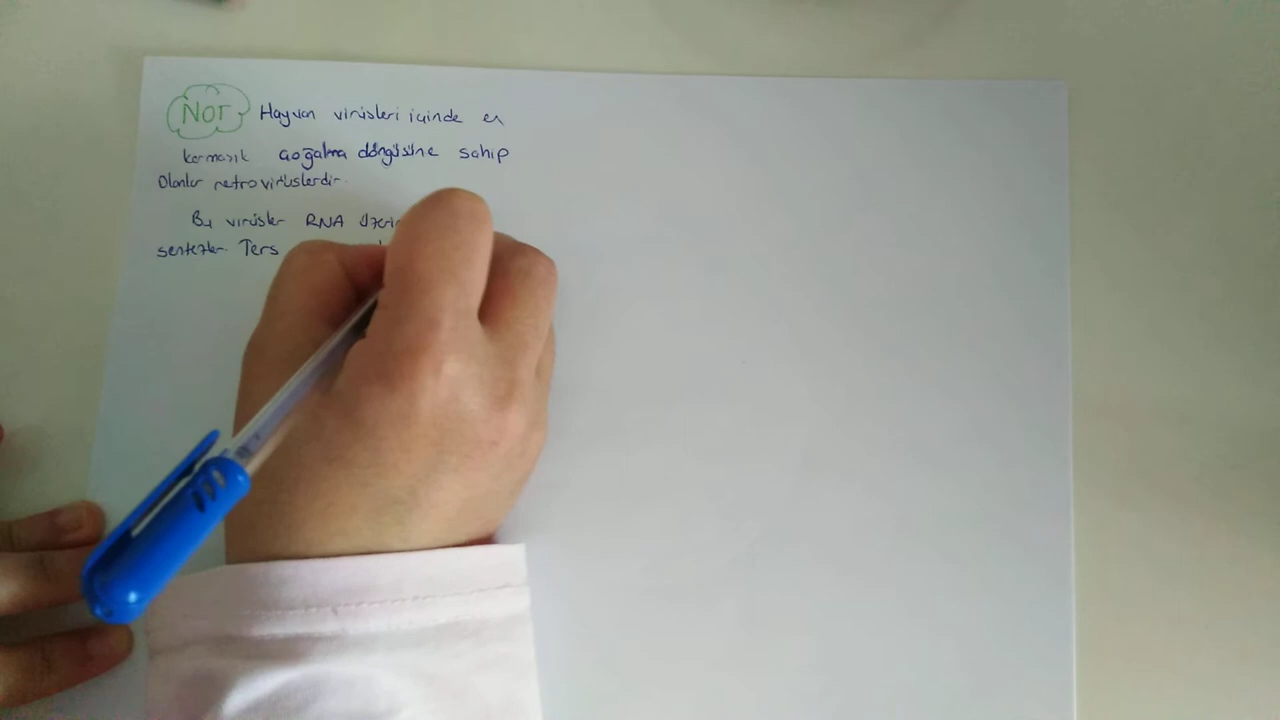 NOT Hayvan virüsleri içinde en
karmaşık çoğalma döngüsüne sahip
Olanlar retrovirüslerdir.
Bu virüsler RNA
sentezler. Ters